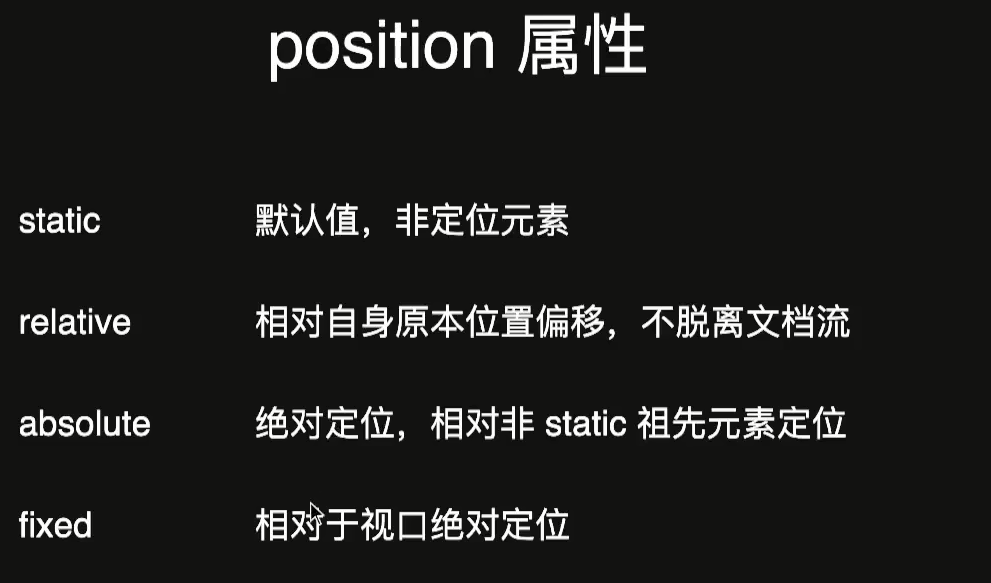 position 属性
static 默认值，非定位元素
relative 相对自身原本位置偏移，不脱离文档流
absolute 绝对定位，相对非 static 祖先元素定位
fixed 相对于视口绝对定位